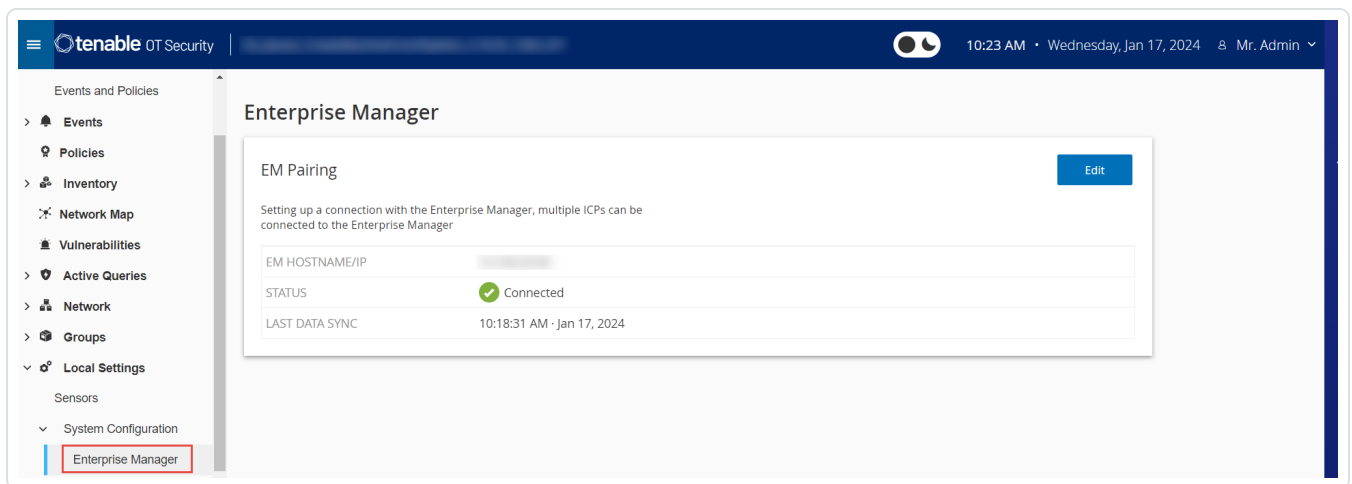 tenable OT Security
10:23 AM • Wednesday, Jan 17, 2024 Mr. Admin
Events and Policies
Events
Policies
Inventory
Network Map
Vulnerabilities
Active Queries
Network
Groups
Local Settings
Sensors
System Configuration
Enterprise Manager
Enterprise Manager
EM Pairing
Edit
Setting up a connection with the Enterprise Manager, multiple ICPs can be
connected to the Enterprise Manager
EM HOSTNAME/IP
STATUS Connected
LAST DATA SYNC 10:18:31 AM · Jan 17, 2024